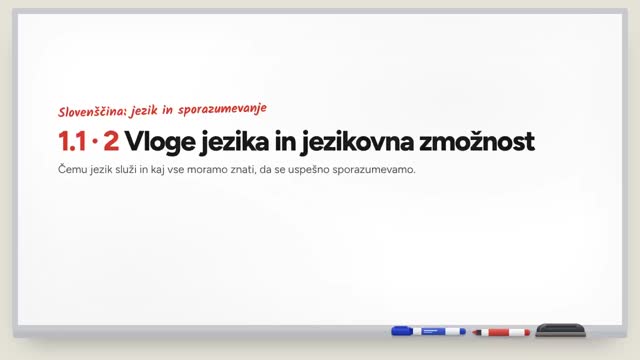 Slovenščina: jezik in sporazumevanje
1.1 · 2 Vloge jezika in jezikovna zmožnost
Čemu jezik služi in kaj vse moramo znati, da se uspešno sporazumevamo.